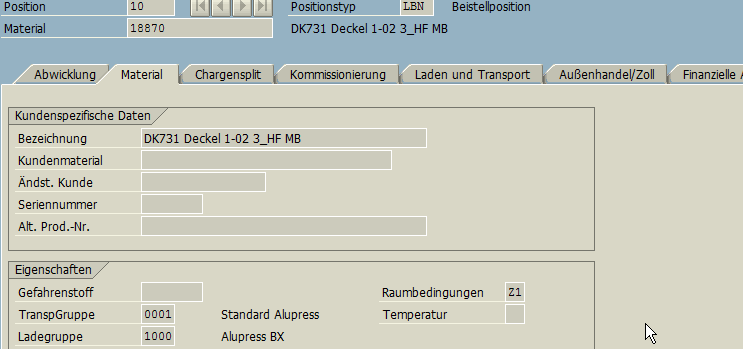 Position 10 Positionstyp LBN Beistellposition
Material 18870 DK731 Deckel 1-02 3_HF MB
Abwicklung Material Chargensplit Kommissionierung Laden und Transport Außenhandel/Zoll Finanzielle A
Kundenspezifische Daten
Bezeichnung DK731 Deckel 1-02 3_HF MB
Kundenmaterial
Ändst. Kunde
Seriennummer
Alt. Prod.-Nr.
Eigenschaften
Gefahrenstoff Raumbedingungen Z1
TranspGruppe 0001 Standard Alupress Temperatur
Ladegruppe 1000 Alupress BX